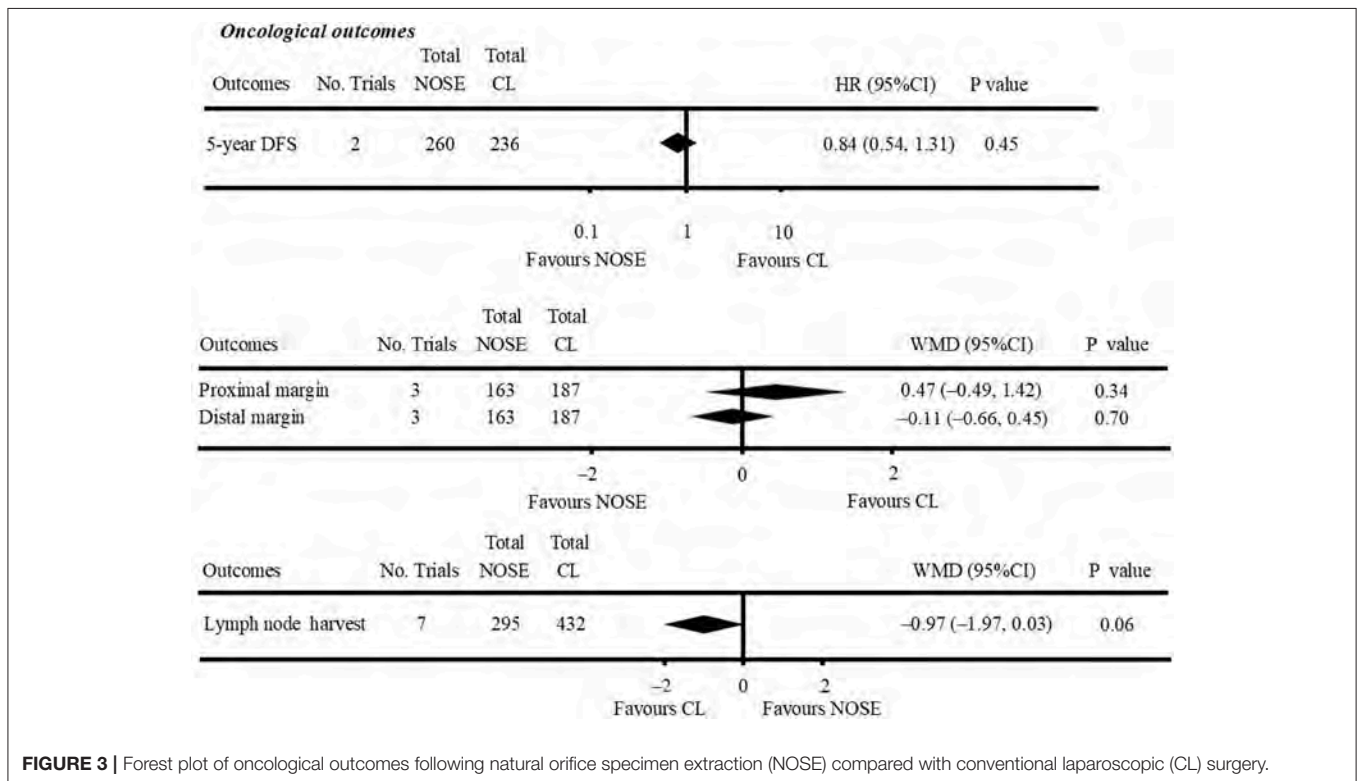 Oncological outcomes
Total Total
Outcomes No. Trials NOSE CL HR (95%CI) P value
5-year DFS 2 260 236 0.84 (0.54, 1.31) 0.45
0.1 1 10
Favours NOSE Favours CL
Total Total
Outcomes No. Trials NOSE CL WMD (95%CI) P value
Proximal margin 3 163 187 0.47 (−0.49, 1.42) 0.34
Distal margin 3 163 187 −0.11 (−0.66, 0.45) 0.70
−2 0 2
Favours NOSE Favours CL
Total Total
Outcomes No. Trials NOSE CL WMD (95%CI) P value
Lymph node harvest 7 295 432 −0.97 (−1.97, 0.03) 0.06
−2 0 2
Favours CL Favours NOSE
FIGURE 3 | Forest plot of oncological outcomes following natural orifice specimen extraction (NOSE) compared with conventional laparoscopic (CL) surgery.